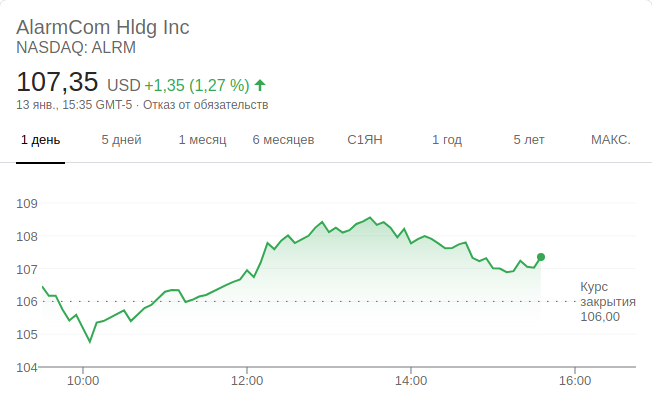 AlarmCom Hldg Inc
NASDAQ: ALRM
107,35 USD +1,35 (1,27 %)
13 янв., 15:35 GMT-5 · Отказ от обязательств
1 день 5 дней 1 месяц 6 месяцев С1ЯН 1 год 5 лет МАКС.
109
108
107
106
105
104
Курс
закрытия
106,00
10:00 12:00 14:00 16:00